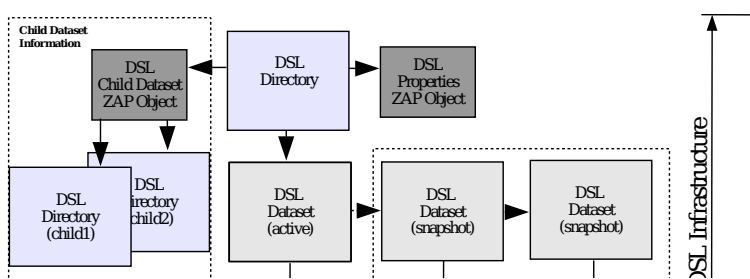 Child Dataset
Information
DSL
Child Dataset
ZAP Object
DSL
Directory
DSL
Properties
ZAP Object
DSL
Directory
(child1)
DSL
irectory
child2)
DSL
Dataset
(active)
DSL
Dataset
(snapshot)
DSL
Dataset
(snapshot)
DSL Infrastructure